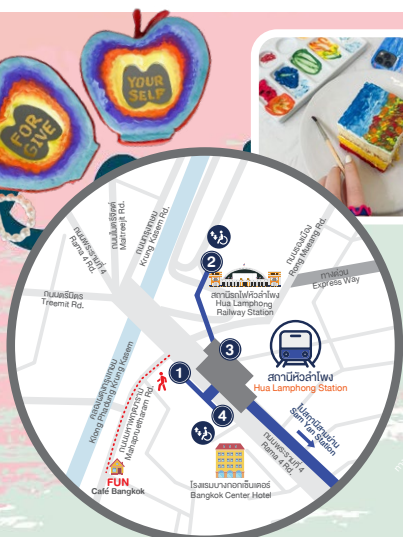 FOR
GIVE
YOUR
SELF
ถนนพระรามที่ 4
Rama 4 Rd.
ถนนไมตรีจิตต์
Maitreejit Rd.
ถนนกรุงเกษม
Krung Kasem Rd.
ถนนตรีมิตร
Treemit Rd.
2
สถานีรถไฟหัวลำโพง
Hua Lamphong
Railway Station
ถนนรองเมือง
Rong Mueang Rd.
ทางด่วน
Express Way
3
1
4
สถานีหัวลำโพง
Hua Lamphong Station
คลองผดุงกรุงเกษม
Klong Phadung Krung Kasem
ถนนมหาพฤฒาราม
Mahapruetharam Rd.
ไปสถานีสามย่าน
Sam Yan Station
ถนนพระรามที่ 4
Rama 4 Rd.
FUN
Café Bangkok
โรงแรมบางกอกเซ็นเตอร์
Bangkok Center Hotel